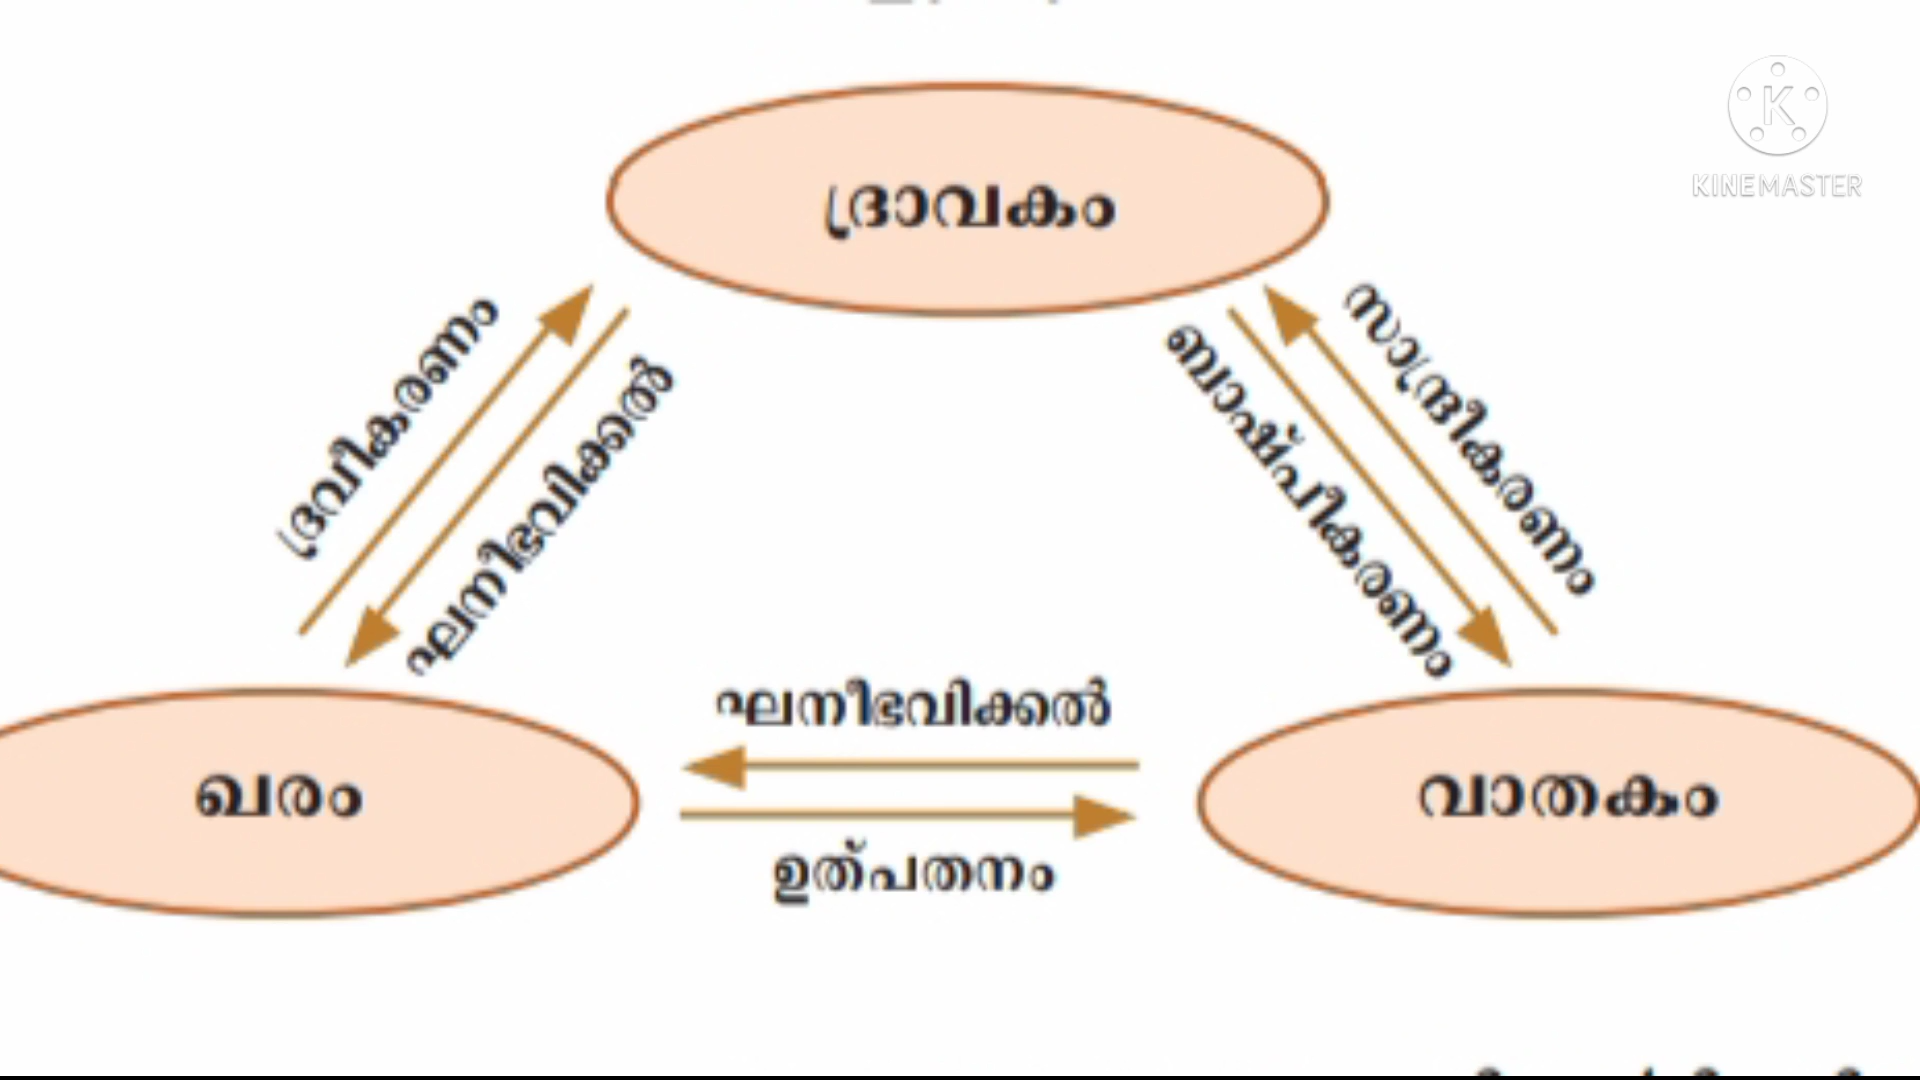 ദ്രാവകം
KINEMASTER
ദ്രവീകരണം
ഘനീഭവിക്കൽ
ബാഷ്പീകരണം
സാന്ദ്രീകരണം
ഘനീഭവിക്കൽ
ഖരം
വാതകം
ഉത്പതനം